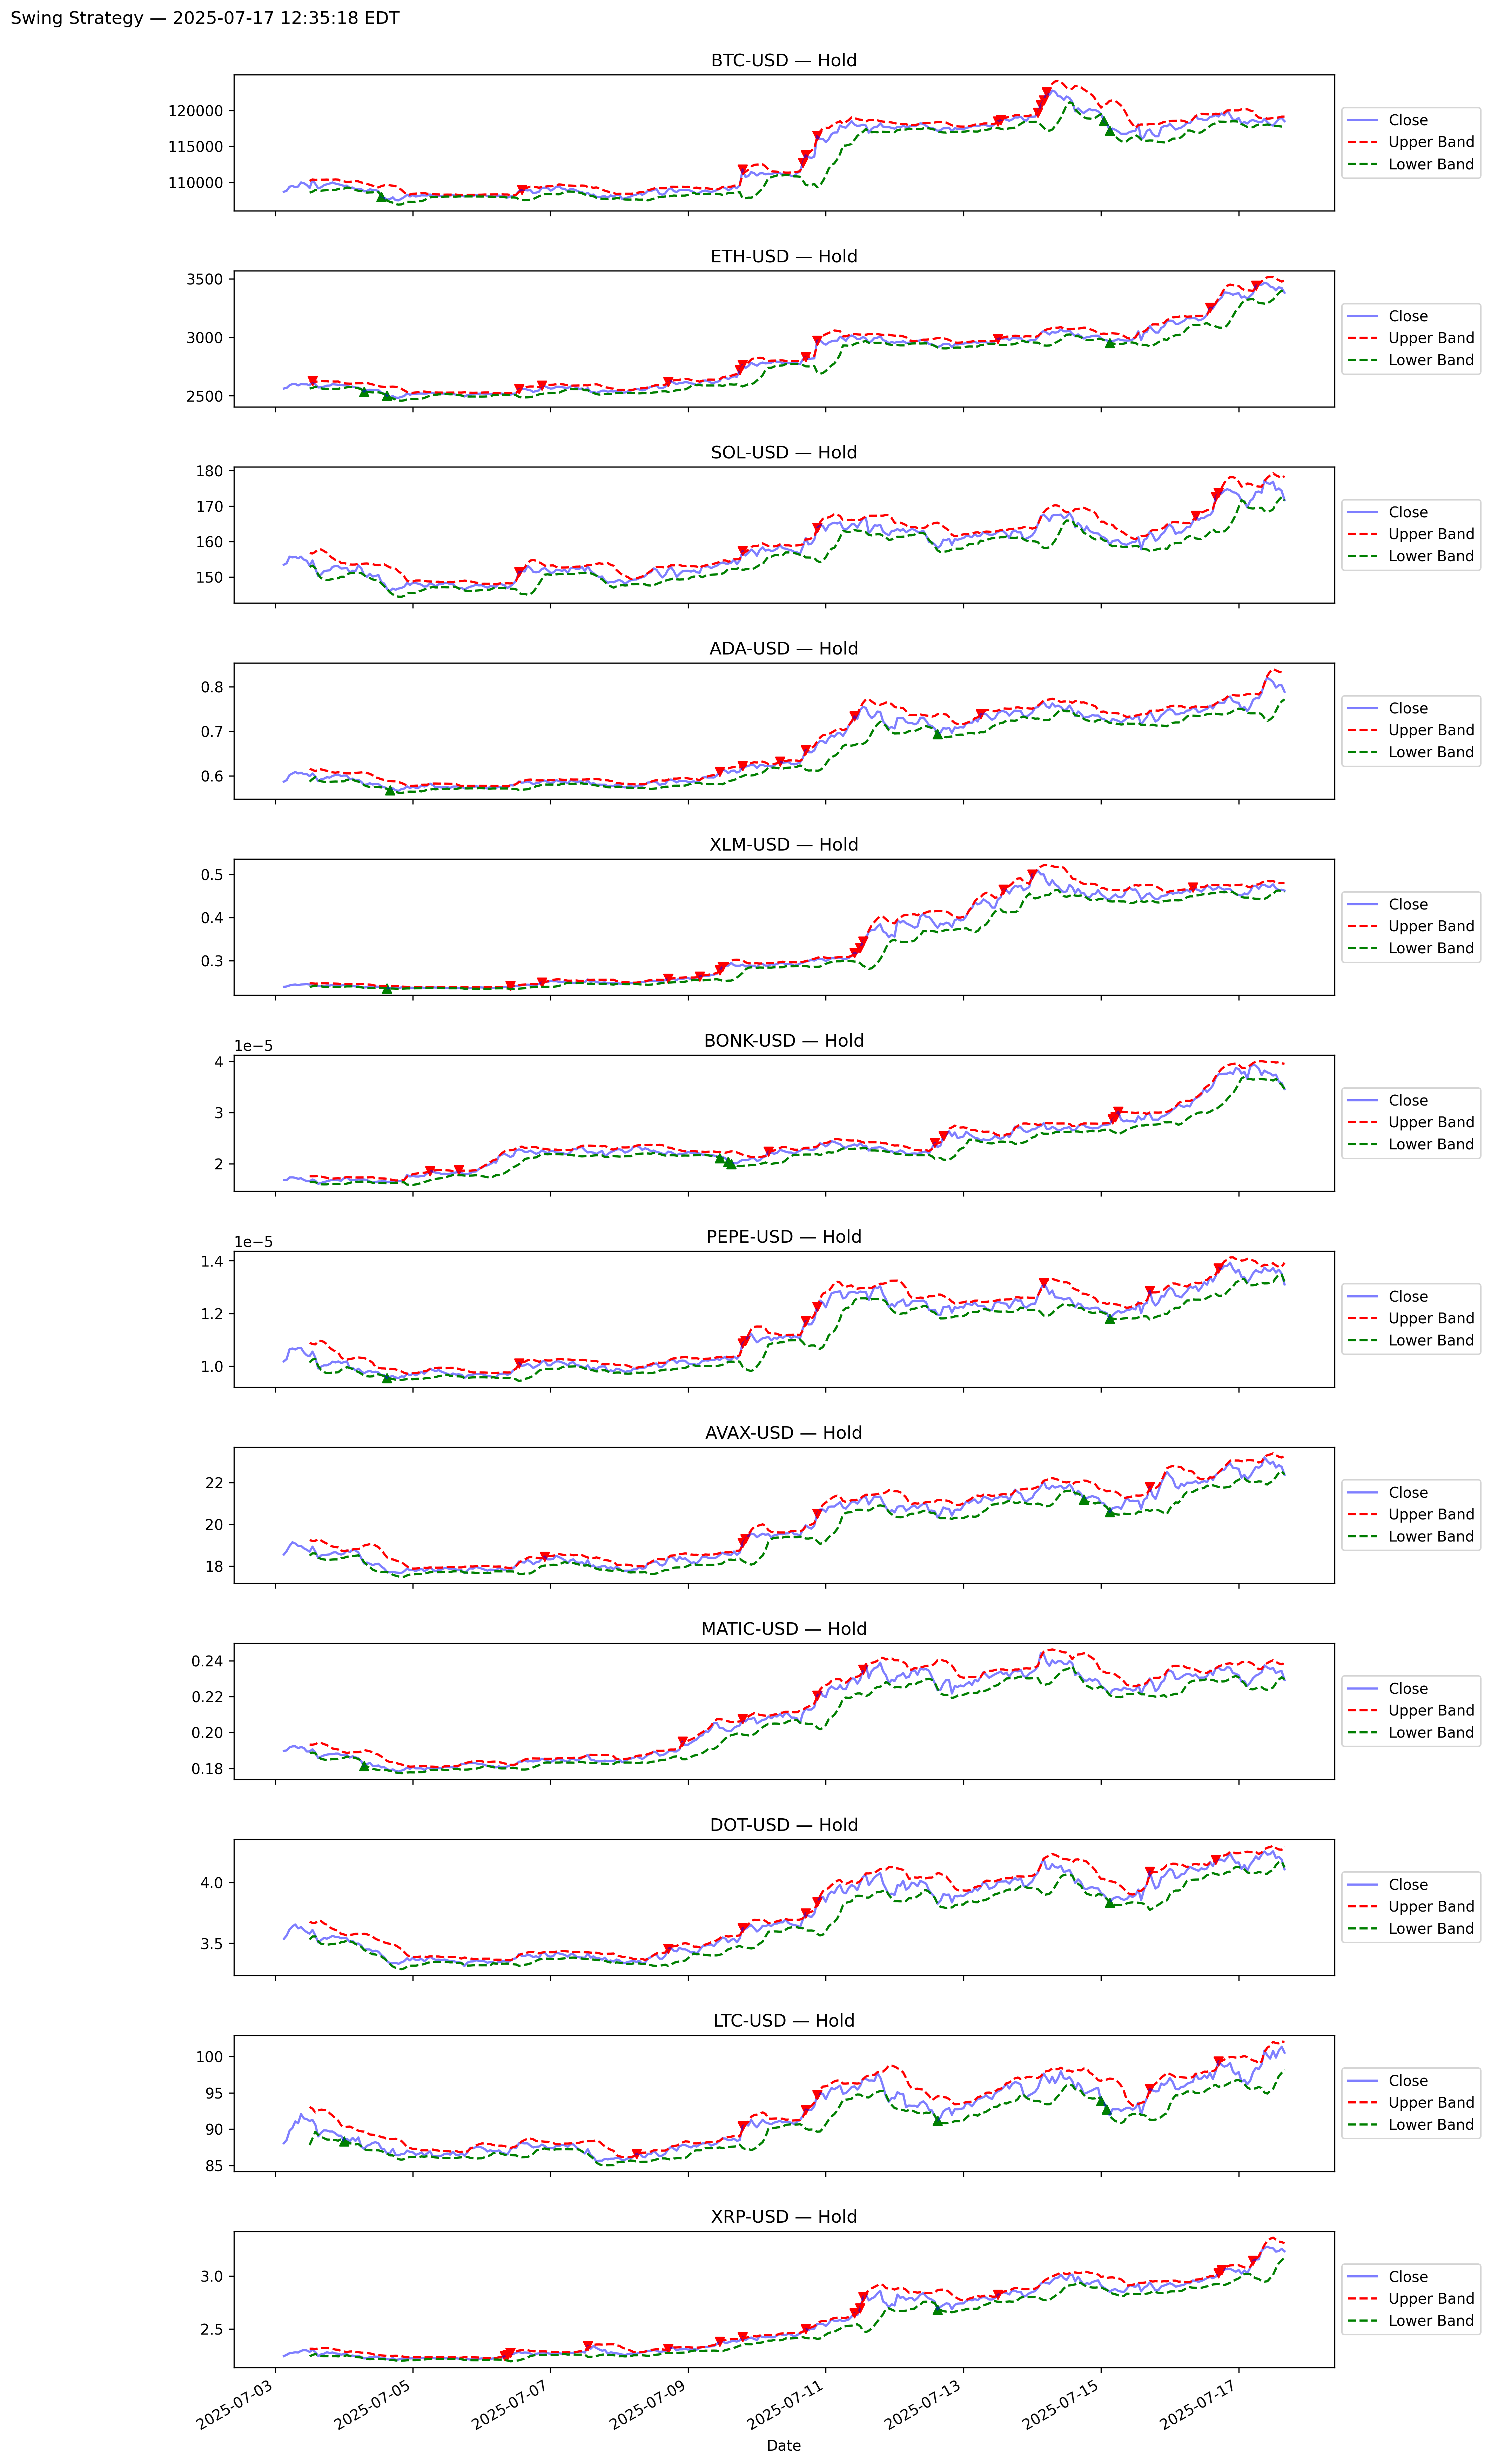 Swing Strategy — 2025-07-17 12:35:18 EDT
BTC-USD — Hold
120000
115000
110000
Close
Upper Band
Lower Band
ETH-USD — Hold
3500
3000
2500
Close
Upper Band
Lower Band
SOL-USD — Hold
180
170
160
150
Close
Upper Band
Lower Band
ADA-USD — Hold
0.8
0.7
0.6
Close
Upper Band
Lower Band
XLM-USD — Hold
0.5
0.4
0.3
Close
Upper Band
Lower Band
BONK-USD — Hold
1e−5
4
3
2
Close
Upper Band
Lower Band
PEPE-USD — Hold
1e−5
1.4
1.2
1.0
Close
Upper Band
Lower Band
AVAX-USD — Hold
22
20
18
Close
Upper Band
Lower Band
MATIC-USD — Hold
0.24
0.22
0.20
0.18
Close
Upper Band
Lower Band
DOT-USD — Hold
4.0
3.5
Close
Upper Band
Lower Band
LTC-USD — Hold
100
95
90
85
Close
Upper Band
Lower Band
XRP-USD — Hold
3.0
2.5
Close
Upper Band
Lower Band
2025-07-03
2025-07-05
2025-07-07
2025-07-09
2025-07-11
2025-07-13
2025-07-15
2025-07-17
Date